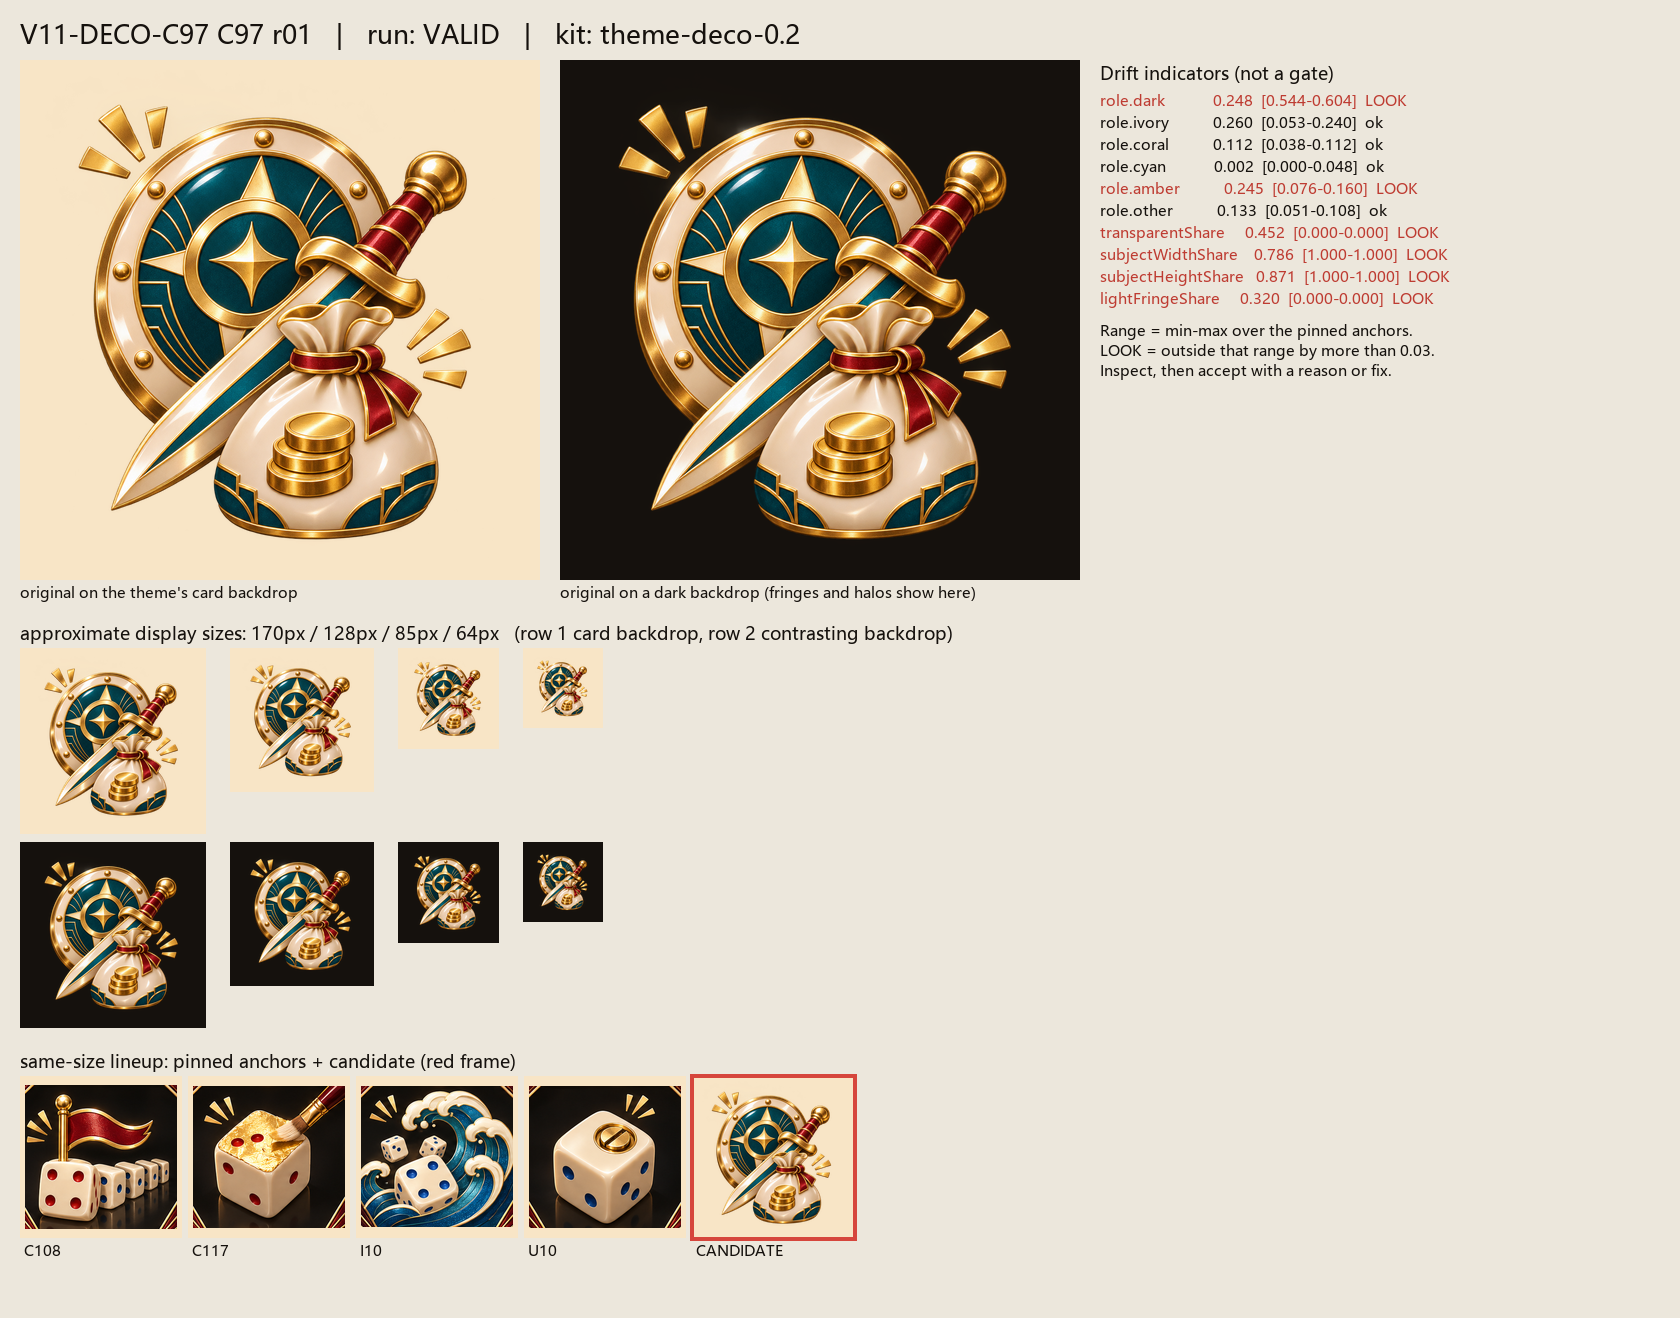 V11-DECO-C97 C97 r01 | run: VALID | kit: theme-deco-0.2
original on the theme's card backdrop
original on a dark backdrop (fringes and halos show here)
Drift indicators (not a gate)
role.dark 0.248 [0.544-0.604] LOOK
role.ivory 0.260 [0.053-0.240] ok
role.coral 0.112 [0.038-0.112] ok
role.cyan 0.002 [0.000-0.048] ok
role.amber 0.245 [0.076-0.160] LOOK
role.other 0.133 [0.051-0.108] ok
transparentShare 0.452 [0.000-0.000] LOOK
subjectWidthShare 0.786 [1.000-1.000] LOOK
subjectHeightShare 0.871 [1.000-1.000] LOOK
lightFringeShare 0.320 [0.000-0.000] LOOK
Range = min-max over the pinned anchors.
LOOK = outside that range by more than 0.03.
Inspect, then accept with a reason or fix.
approximate display sizes: 170px / 128px / 85px / 64px (row 1 card backdrop, row 2 contrasting backdrop)
same-size lineup: pinned anchors + candidate (red frame)
C108
C117
I10
U10
CANDIDATE